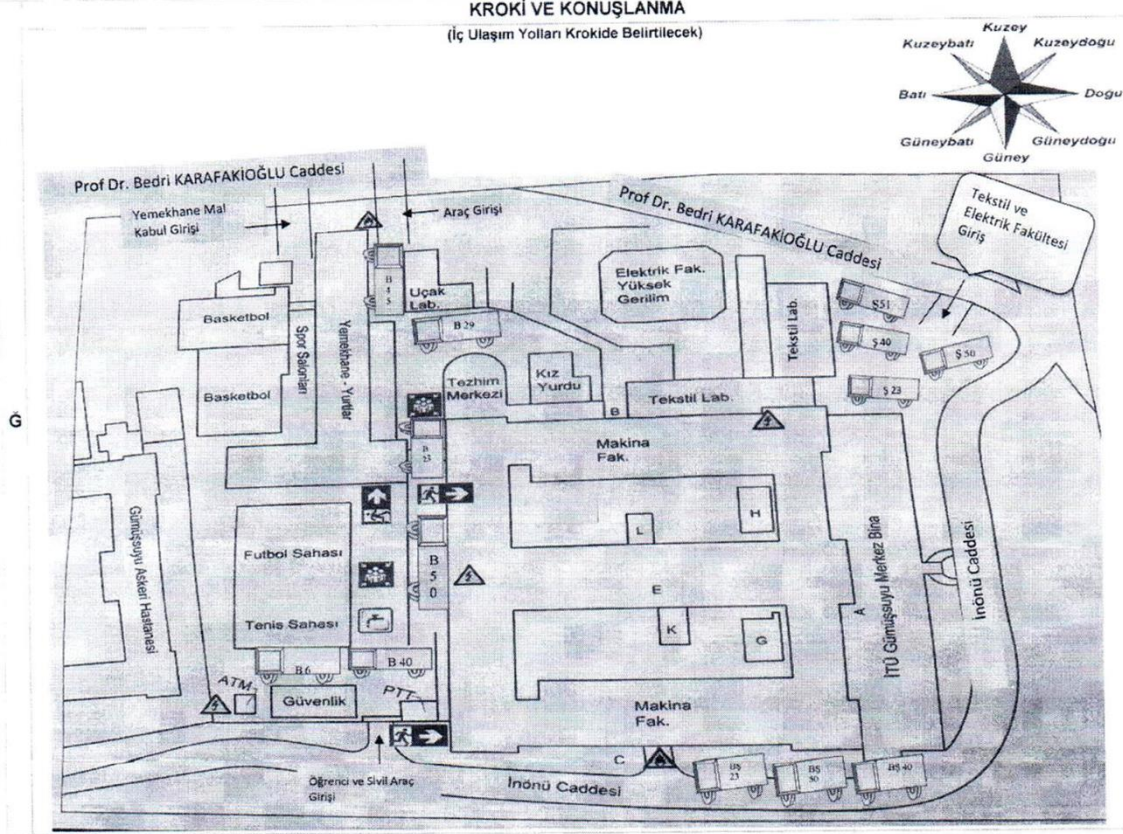 KROKİ VE KONUŞLANMA
(İç Ulaşım Yolları Krokide Belirtilecek)
Kuzey
Kuzeybatı
Kuzeydoğu
Batı
Doğu
Güneybatı
Güneydoğu
Güney
Prof Dr. Bedri KARAFAKİOĞLU Caddesi
Yemekhane Mal
Kabul Girişi
Araç Girişi
Prof Dr. Bedri KARAFAKİOĞLU Caddesi
Tekstil ve
Elektrik Fakültesi
Giriş
Elektrik Fak.
Yüksek
Gerilim
Uçak
Lab.
B 29
Basketbol
Spor Salonları
Yemekhane - Yurtlar
Tekstil Lab.
Ş 51
Ş 40
Ş 50
Ş 23
Basketbol
Tezhim
Merkezi
Kız
Yurdu
B
Tekstil Lab.
G
B
23
Makina
Fak.
H
L
Gümüşsuyu Askeri Hastanesi
Futbol Sahası
B
5
0
E
A
İTÜ Gümüşsuyu Merkez Bina
İnönü Caddesi
Tenis Sahası
K
G
B 6
B 40
ATM
Güvenlik
PTT
Makina
Fak.
C
BŞ
23
BŞ
50
BŞ 40
Öğrenci ve Sivil Araç
Girişi
İnönü Caddesi